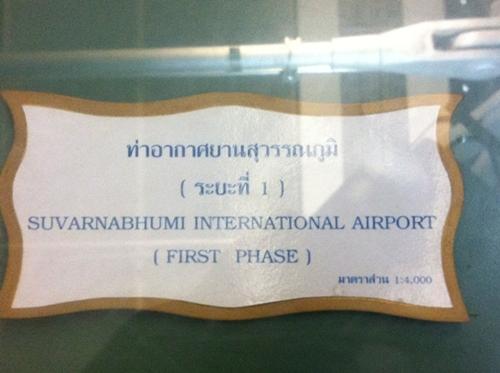 ท่าอากาศยานสุวรรณภูมิ
( ระยะที่ 1 )
SUVARNABHUMI INTERNATIONAL AIRPORT
( FIRST PHASE )
มาตราส่วน 1:4,000